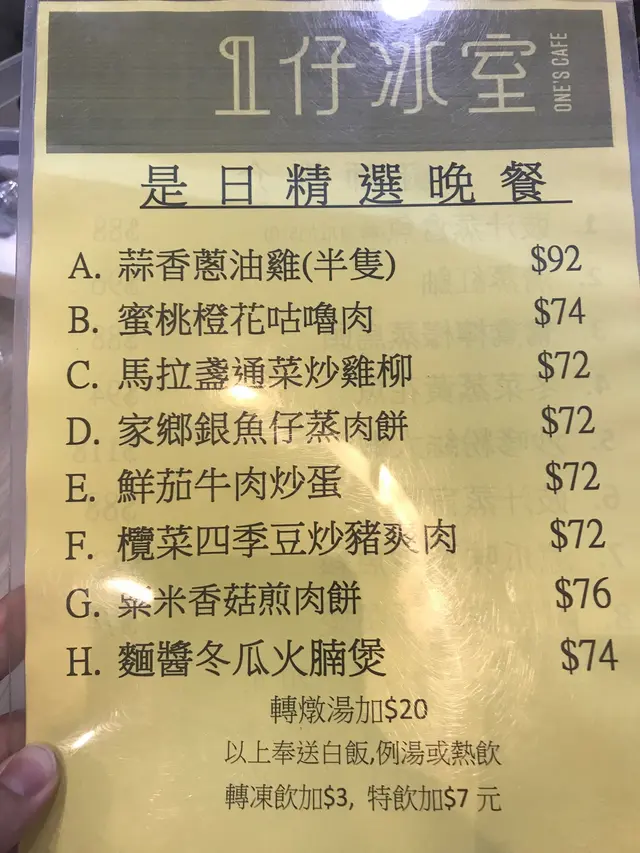 11仔冰室 ONE'S CAFE
是日精選晚餐
A. 蒜香蔥油雞(半隻) $92
B. 蜜桃橙花咕嚕肉 $74
C. 馬拉盞通菜炒雞柳 $72
D. 家鄉銀魚仔蒸肉餅 $72
E. 鮮茄牛肉炒蛋 $72
F. 欖菜四季豆炒豬爽肉 $72
G. 粟米香菇煎肉餅 $76
H. 麵醬冬瓜火腩煲 $74
轉燉湯加$20
以上奉送白飯,例湯或熱飲
轉凍飲加$3, 特飲加$7 元